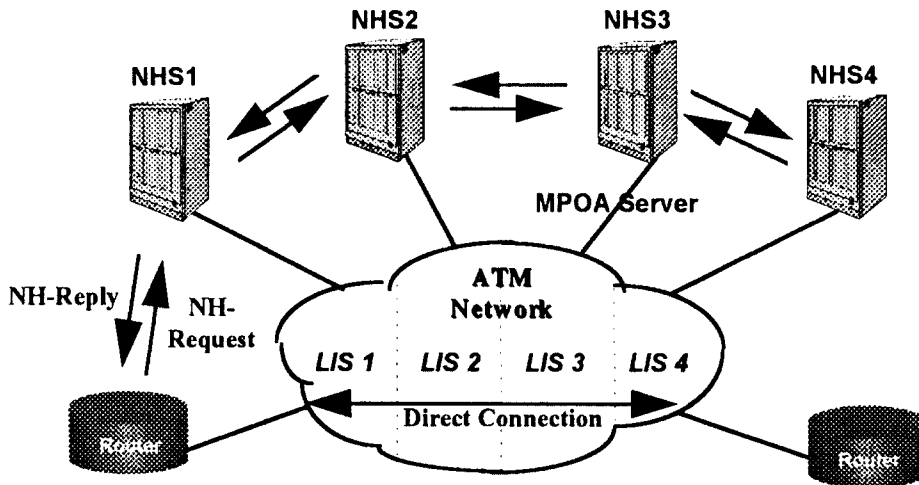 NHS2
NHS3
NHS1
NHS4
MPOA Server
ATM
Network
NH-Reply
NH-
Request
LIS 1
LIS 2
LIS 3
LIS 4
Direct Connection
Router
Router